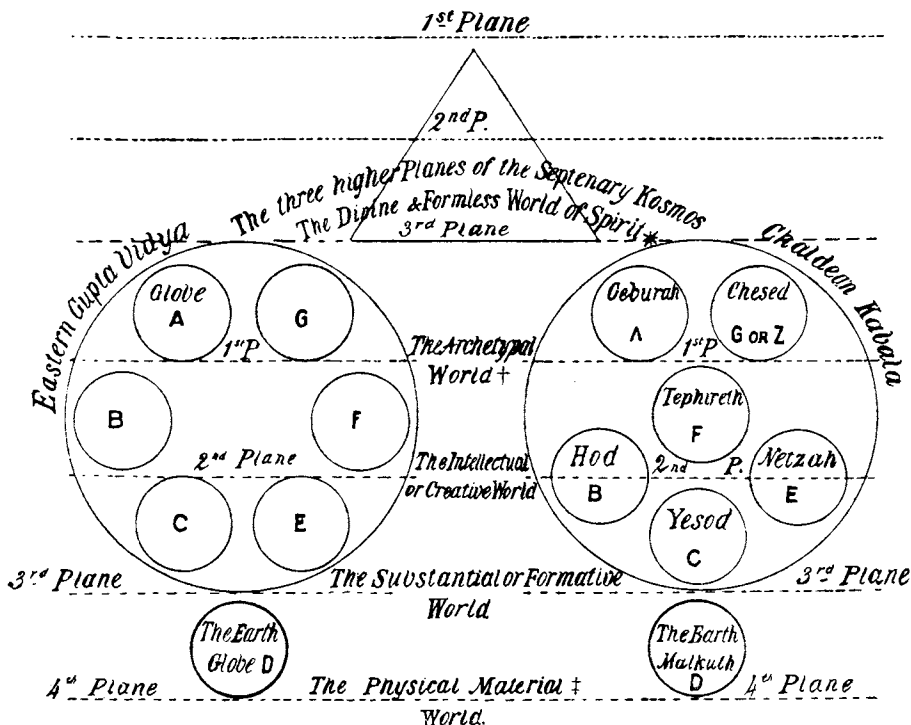 1st Plane
2nd P.
The three higher Planes of the Septenary Kosmos
The Divine & Formless World of Spirit*
3rd Plane
Eastern Gupta Vidya
Chaldean Kabala
Globe
A
G
1st P.
The Archetypal
World †
Geburah
A
Chesed
G OR Z
1st P
B
F
Tephireth
F
2nd Plane
The Intellectual
or Creative World
Hod
B
2nd P.
Netzah
E
C
E
Yesod
C
3rd Plane
The Substantial or Formative
World
3rd Plane
The Earth
Globe D
The Earth
Malkuth
D
4th Plane
The Physical Material ‡
World.
4th Plane